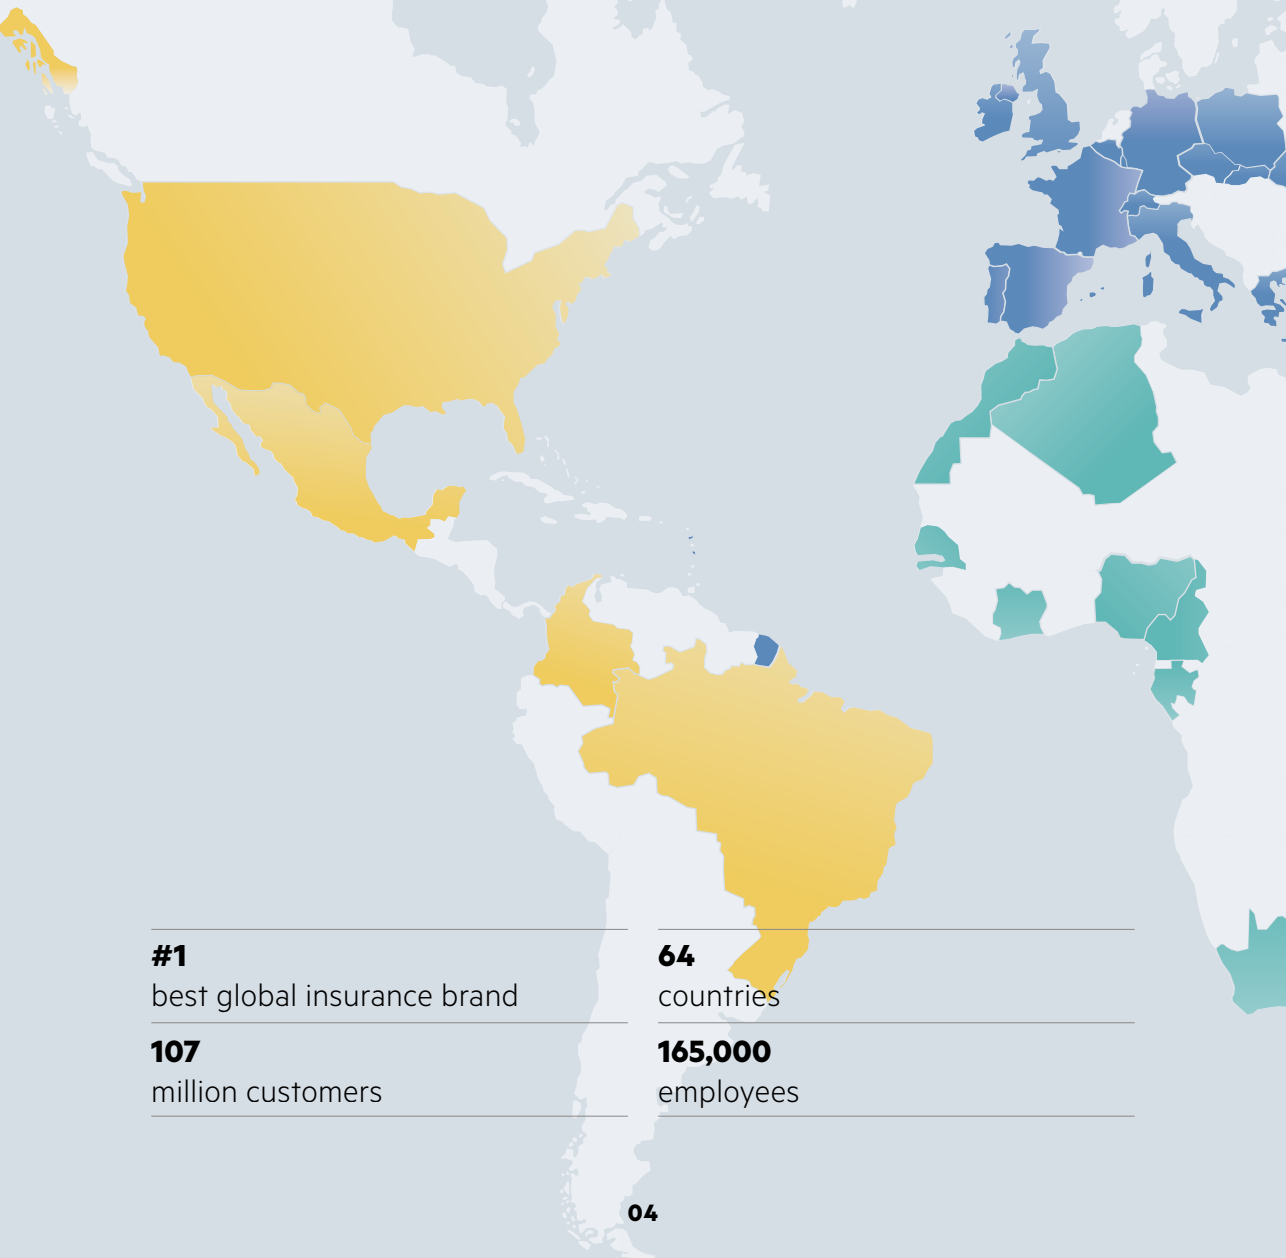 #1
best global insurance brand
64
countries
107
million customers
165,000
employees
04